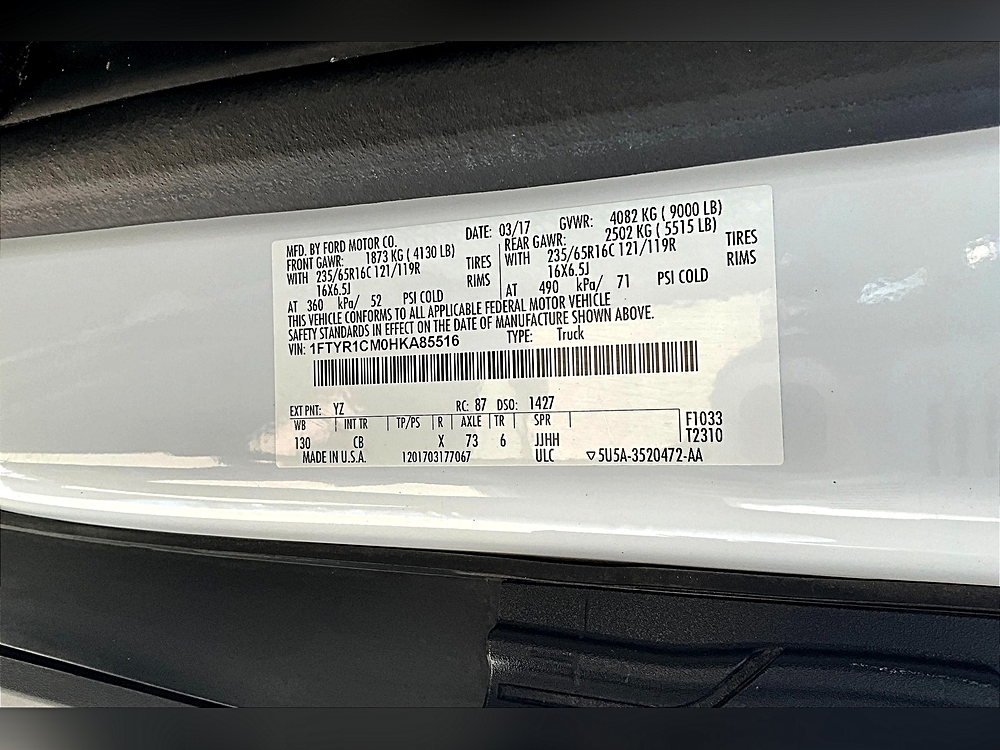 MFD. BY FORD MOTOR CO. DATE: 03/17 GVWR: 4082 KG ( 9000 LB)
FRONT GAWR: 1873 KG ( 4130 LB) REAR GAWR: 2502 KG ( 5515 LB)
WITH 235/65R16C 121/119R TIRES WITH 235/65R16C 121/119R TIRES
16X6.5J RIMS 16X6.5J RIMS
AT 360 kPa/ 52 PSI COLD AT 490 kPa/ 71 PSI COLD
THIS VEHICLE CONFORMS TO ALL APPLICABLE FEDERAL MOTOR VEHICLE
SAFETY STANDARDS IN EFFECT ON THE DATE OF MANUFACTURE SHOWN ABOVE.
VIN: 1FTYR1CM0HKA85516 TYPE: Truck
EXT PNT: YZ RC: 87 DSO: 1427
WB INT TR TP/PS R AXLE TR SPR F1033
130 CB X 73 6 JJHH T2310
MADE IN U.S.A. 1201703177067 ULC ▽5U5A-3520472-AA